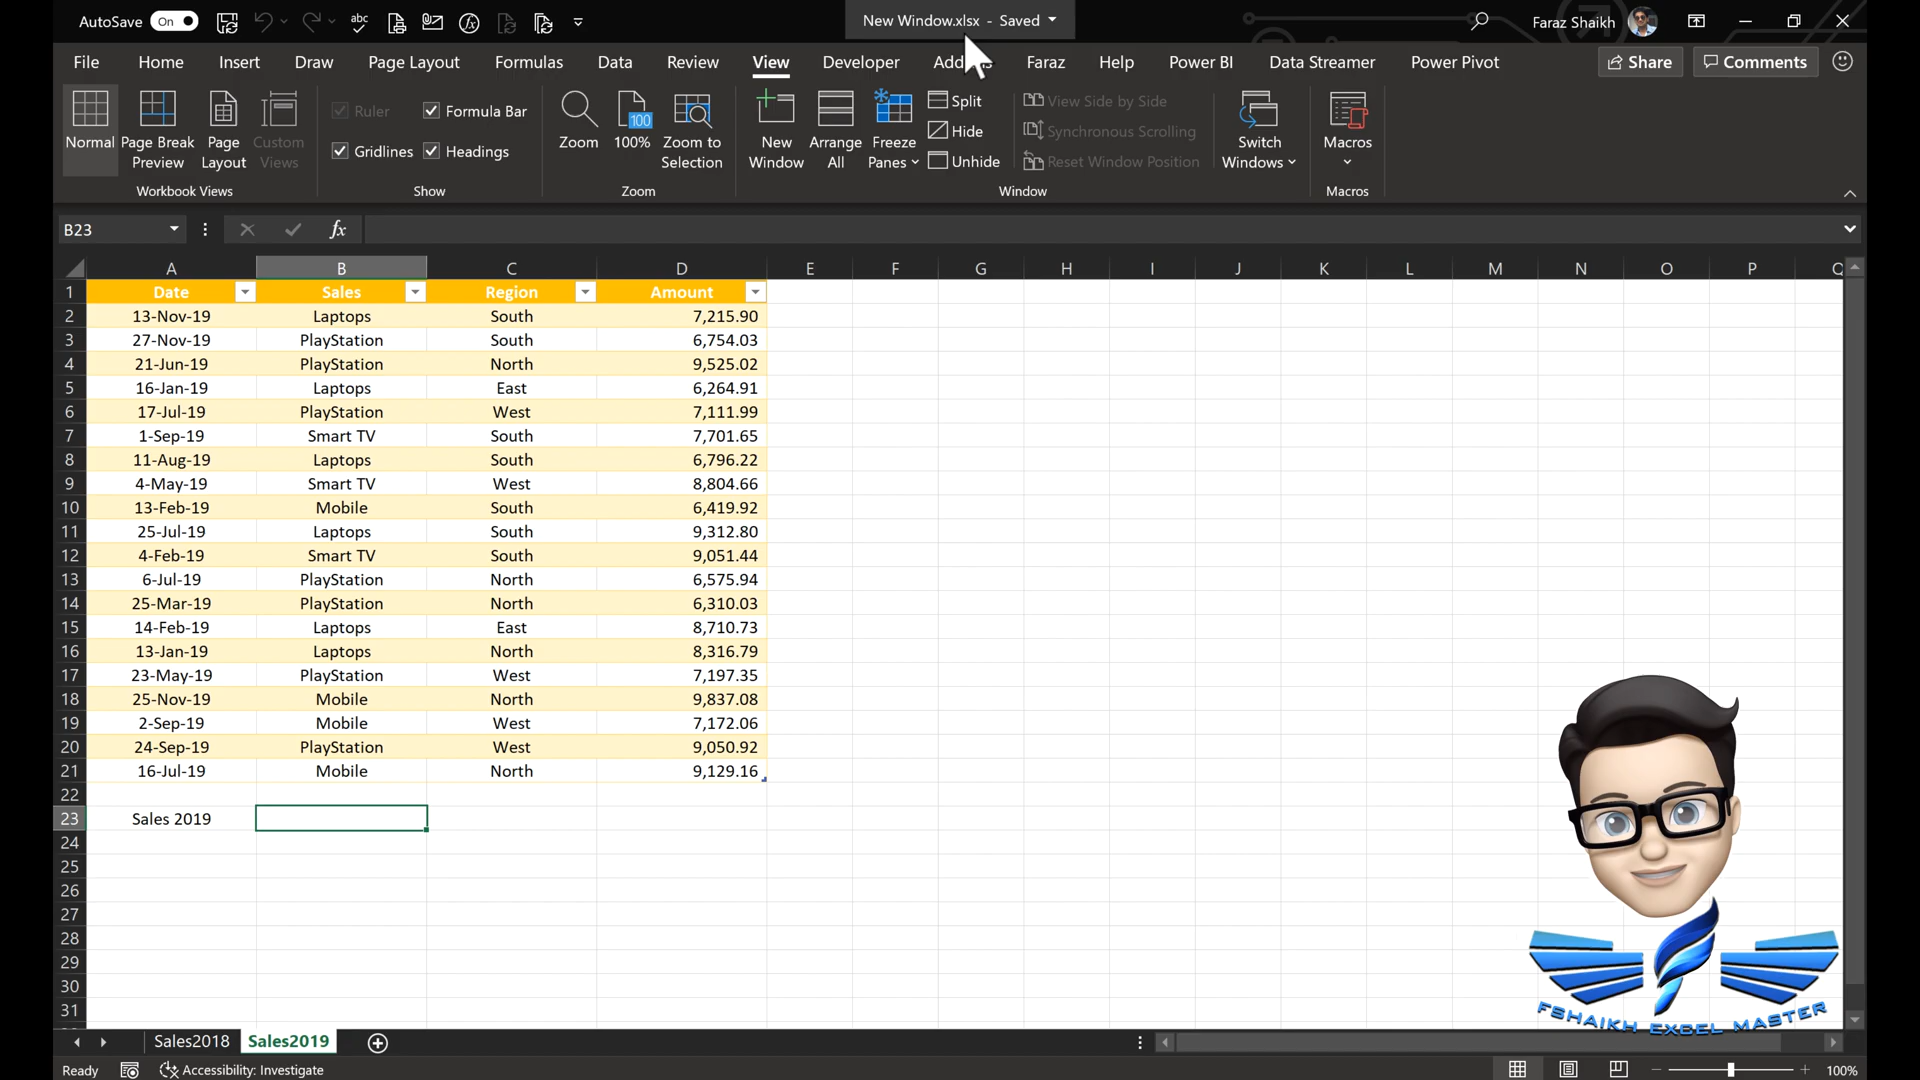 AutoSave On abc New Window.xlsx - Saved Faraz Shaikh
File Home Insert Draw Page Layout Formulas Data Review View Developer Faraz Help Power BI Data Streamer Power Pivot Share Comments
Normal Page Break Preview Page Layout Custom Views
Workbook Views
Ruler Formula Bar
Gridlines Headings
Show
Zoom 100 100% Zoom to Selection
Zoom
New Window Arrange All Freeze Panes
Split
Hide
Unhide
View Side by Side
Synchronous Scrolling
Reset Window Position
Switch Windows
Window
Macros
Macros
B23 fx
A B C D E F G H I J K L M N O P Q
1 Date Sales Region Amount
2 13-Nov-19 Laptops South 7,215.90
3 27-Nov-19 PlayStation South 6,754.03
4 21-Jun-19 PlayStation North 9,525.02
5 16-Jan-19 Laptops East 6,264.91
6 17-Jul-19 PlayStation West 7,111.99
7 1-Sep-19 Smart TV South 7,701.65
8 11-Aug-19 Laptops South 6,796.22
9 4-May-19 Smart TV West 8,804.66
10 13-Feb-19 Mobile South 6,419.92
11 25-Jul-19 Laptops South 9,312.80
12 4-Feb-19 Smart TV South 9,051.44
13 6-Jul-19 PlayStation North 6,575.94
14 25-Mar-19 PlayStation North 6,310.03
15 14-Feb-19 Laptops East 8,710.73
16 13-Jan-19 Laptops North 8,316.79
17 23-May-19 PlayStation West 7,197.35
18 25-Nov-19 Mobile North 9,837.08
19 2-Sep-19 Mobile West 7,172.06
20 24-Sep-19 PlayStation West 9,050.92
21 16-Jul-19 Mobile North 9,129.16
22
23 Sales 2019
24
25
26
27
28
29
30
31
FSHAIKH EXCEL MASTER
Sales2018 Sales2019
Ready Accessibility: Investigate 100%